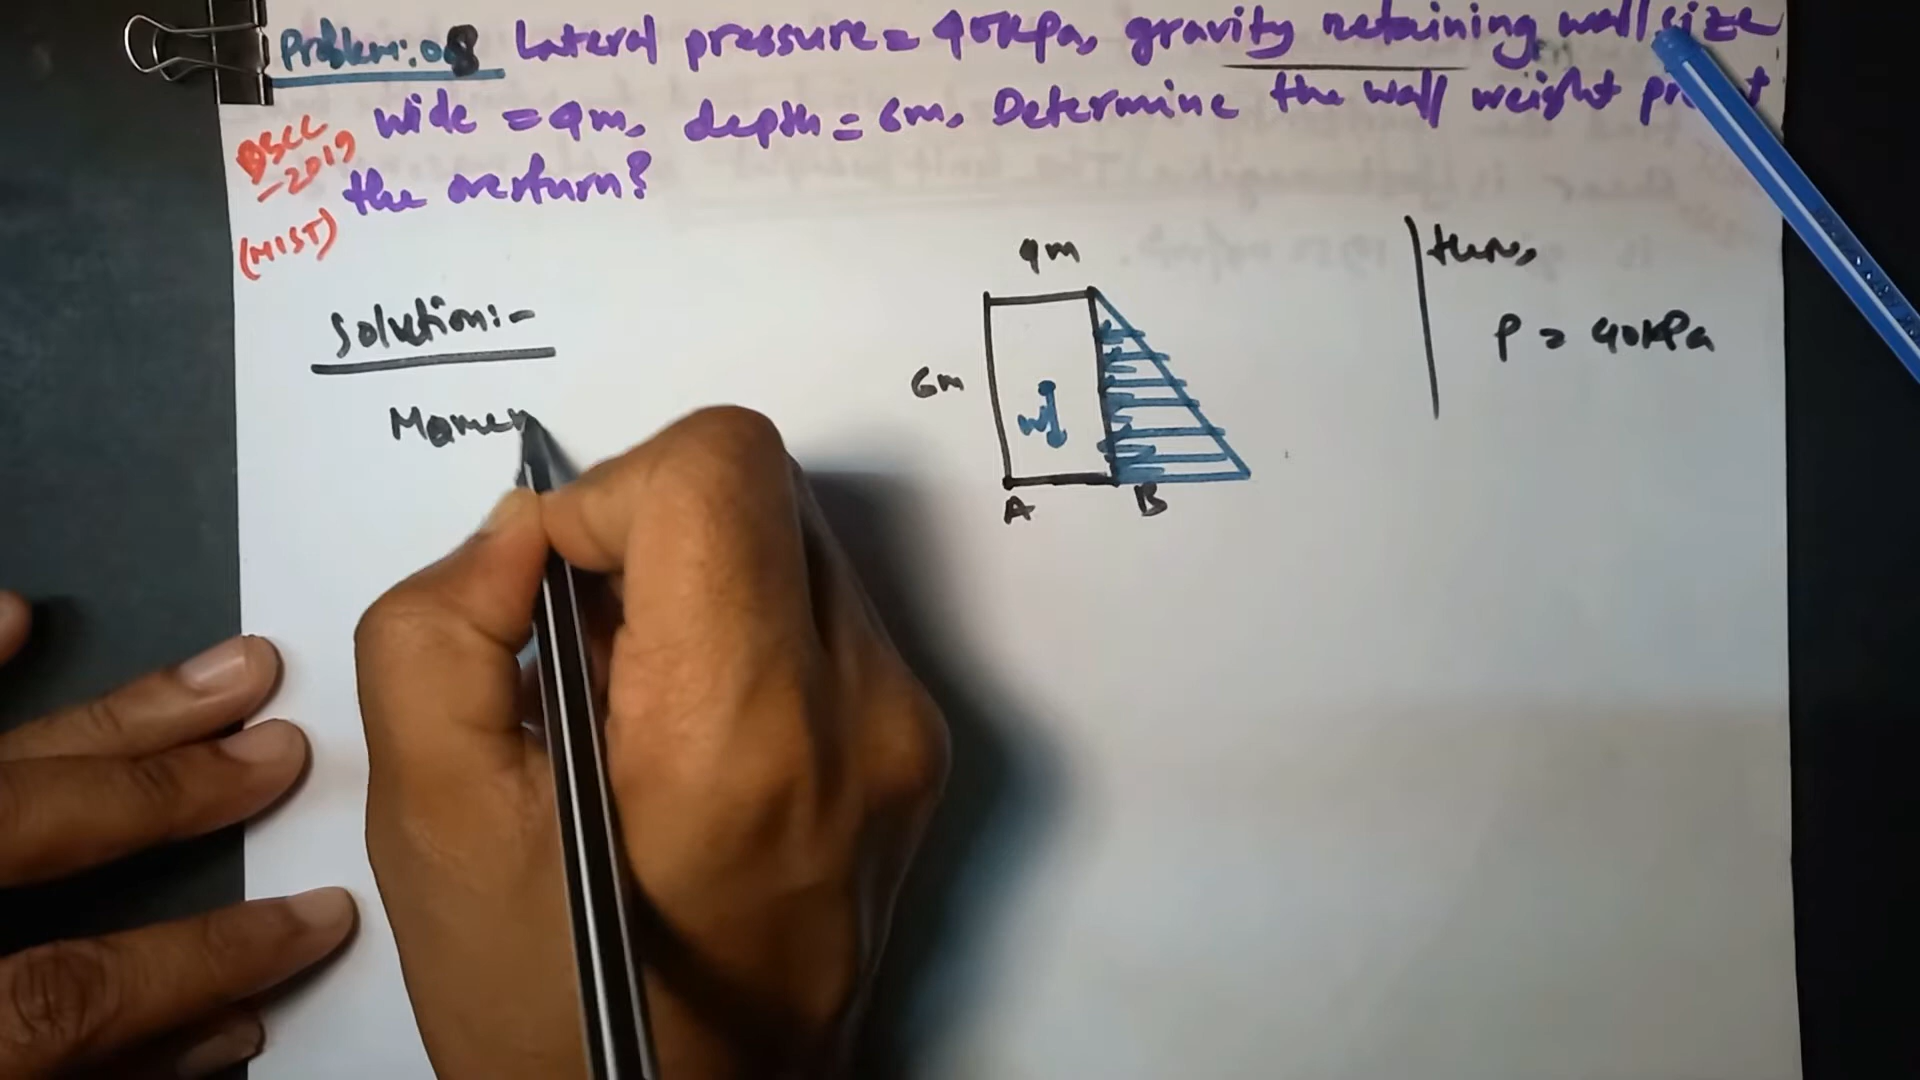 Problem:08 Lateral pressure = 40kpa, gravity retaining wall size
wide = 4m, depth = 6m. Determine the wall weight
the overturn?
DSCC
-2019
(MIST)
Solution:-
Momen
4m
6m
W
A B
P = 40kPa